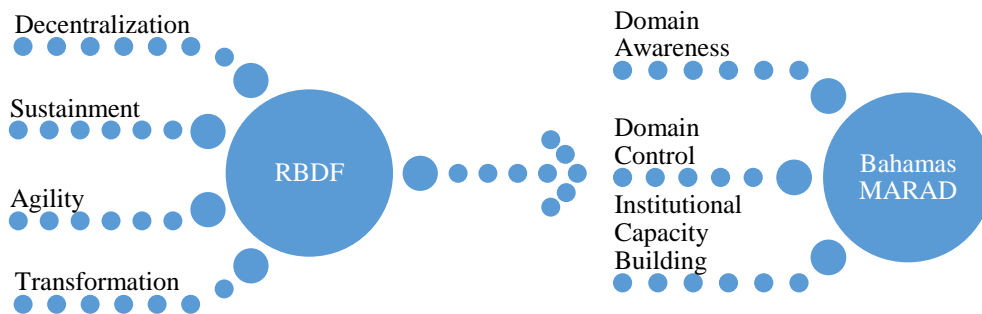 Decentralization
Sustainment
Agility
Transformation
RBDF
Domain
Awareness
Domain
Control
Institutional
Capacity
Building
Bahamas
MARAD